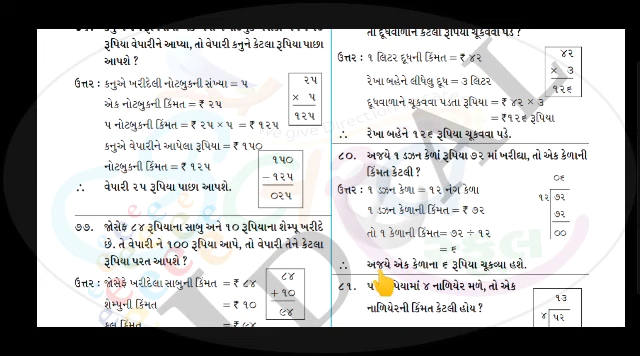 રૂપિયા વેપારીને આપ્યા, તો વેપારી કનુને કેટલા રૂપિયા પાછા
આપશે ?
ઉત્તર : કનુએ ખરીદેલી નોટબુકની સંખ્યા = ૫
એક નોટબુકની કિંમત = ₹ ૨૫
૫ નોટબુકની કિંમત = ₹ ૨૫ × ૫ = ₹ ૧૨૫
કનુએ વેપારીને આપેલા રૂપિયા = ₹ ૧૫૦
નોટબુકની કિંમત = ₹ ૧૨૫
∴ વેપારી ૨૫ રૂપિયા પાછા આપશે.
૨૫
× ૫
૧૨૫
૧૫૦
−૧૨૫
૦૨૫
૭૭. જોસેફ ૮૪ રૂપિયાના સાબુ અને ૧૦ રૂપિયાના શેમ્પૂ ખરીદે
છે. તે વેપારી ને ૧૦૦ રૂપિયા આપે, તો વેપારી તેને કેટલા
રૂપિયા પરત આપશે ?
ઉત્તર : જોસેફે ખરીદેલા સાબુની કિંમત = ₹ ૮૪
શેમ્પુની કિંમત = ₹ ૧૦
કુલ કિંમત = ₹ ૯૪
૮૪
+ ૧૦
૯૪
તો દૂધવાળાને કેટલા રૂપિયા ચૂકવવા પડે ?
ઉત્તર : ૧ લિટર દૂધની કિંમત = ₹ ૪૨
રેખા બહેને લીધેલુ દૂધ = ૩ લિટર
દૂધવાળાને ચૂકવવા પડતા રૂપિયા = ₹ ૪૨ × ૩
= ₹૧૨૬ રૂપિયા
∴ રેખા બહેને ૧૨૬ રૂપિયા ચૂકવવા પડે.
૪૨
× ૩
૧૨૬
૮૦. અજયે ૧ ડઝન કેળાં રૂપિયા ૭૨ માં ખરીદ્યા, તો એક કેળાની
કિંમત કેટલી ?
ઉત્તર : ૧ ડઝન કેળા = ૧૨ નંગ કેળા
૧ ડઝન કેળાની કિંમત = ₹ ૭૨
તો ૧ કેળાની કિંમત= ૭૨ ÷ ૧૨
= ૬
∴ અજયે એક કેળાના ૬ રૂપિયા ચૂકવ્યા હશે.
૦૬
૧૨ ૭૨
૭૨
૦૦
૮૧. ૪ નાળિયેર મળે, તો એક
નાળિયેરની કિંમત કેટલી હોય ?
૧૩
૪ ૫૨
IDEAL